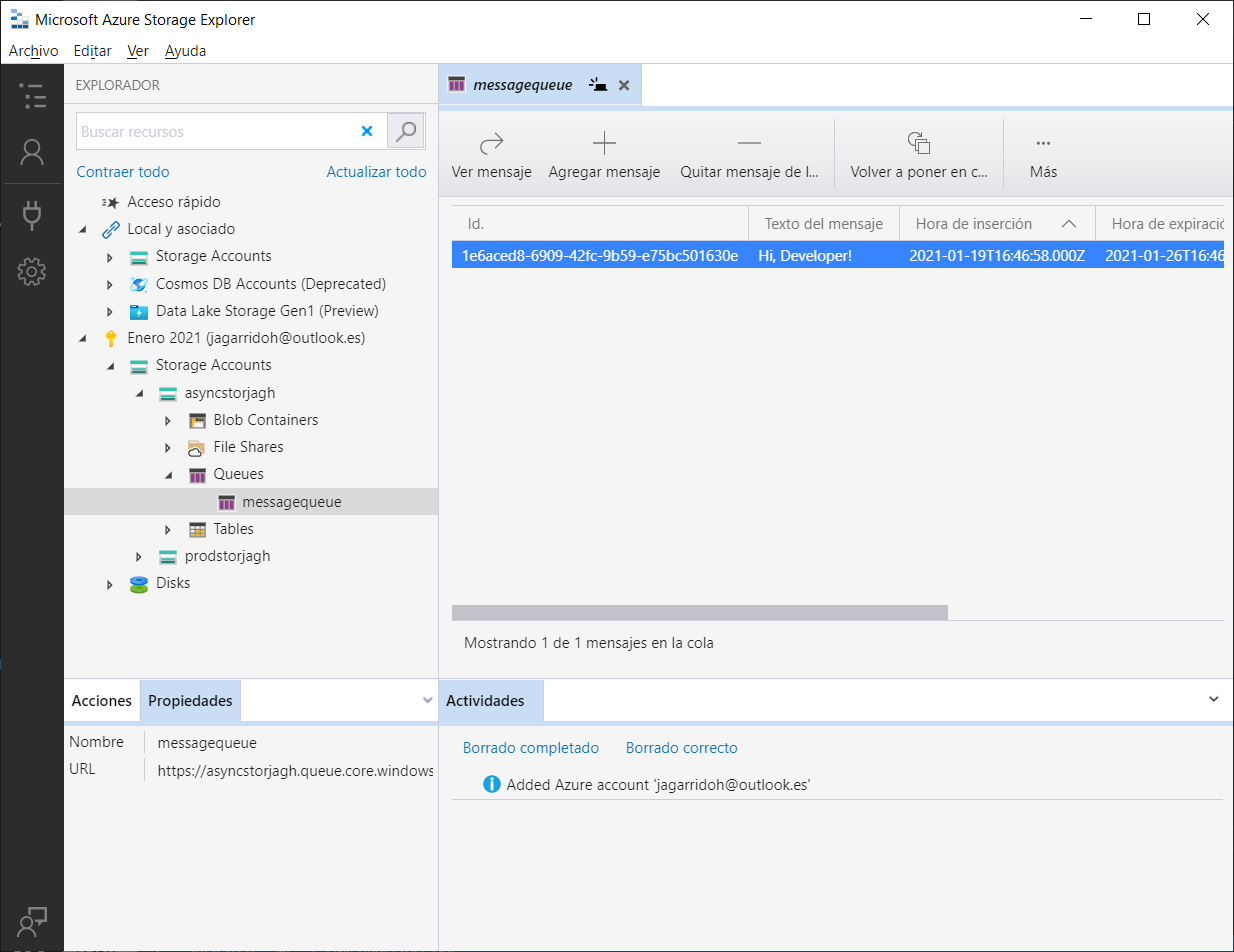 Microsoft Azure Storage Explorer
Archivo Editar Ver Ayuda
EXPLORADOR
Buscar recursos
Contraer todo Actualizar todo
Acceso rápido
Local y asociado
Storage Accounts
Cosmos DB Accounts (Deprecated)
Data Lake Storage Gen1 (Preview)
Enero 2021 (jagarridoh@outlook.es)
Storage Accounts
asyncstorjagh
Blob Containers
File Shares
Queues
messagequeue
Tables
prodstorjagh
Disks
Acciones Propiedades
Nombre messagequeue
URL https://asyncstorjagh.queue.core.windows
messagequeue
Ver mensaje Agregar mensaje Quitar mensaje de l... Volver a poner en c... Más
Id. Texto del mensaje Hora de inserción Hora de expiració
1e6aced8-6909-42fc-9b59-e75bc501630e Hi, Developer! 2021-01-19T16:46:58.000Z 2021-01-26T16:46
Mostrando 1 de 1 mensajes en la cola
Actividades
Borrado completado Borrado correcto
Added Azure account 'jagarridoh@outlook.es'